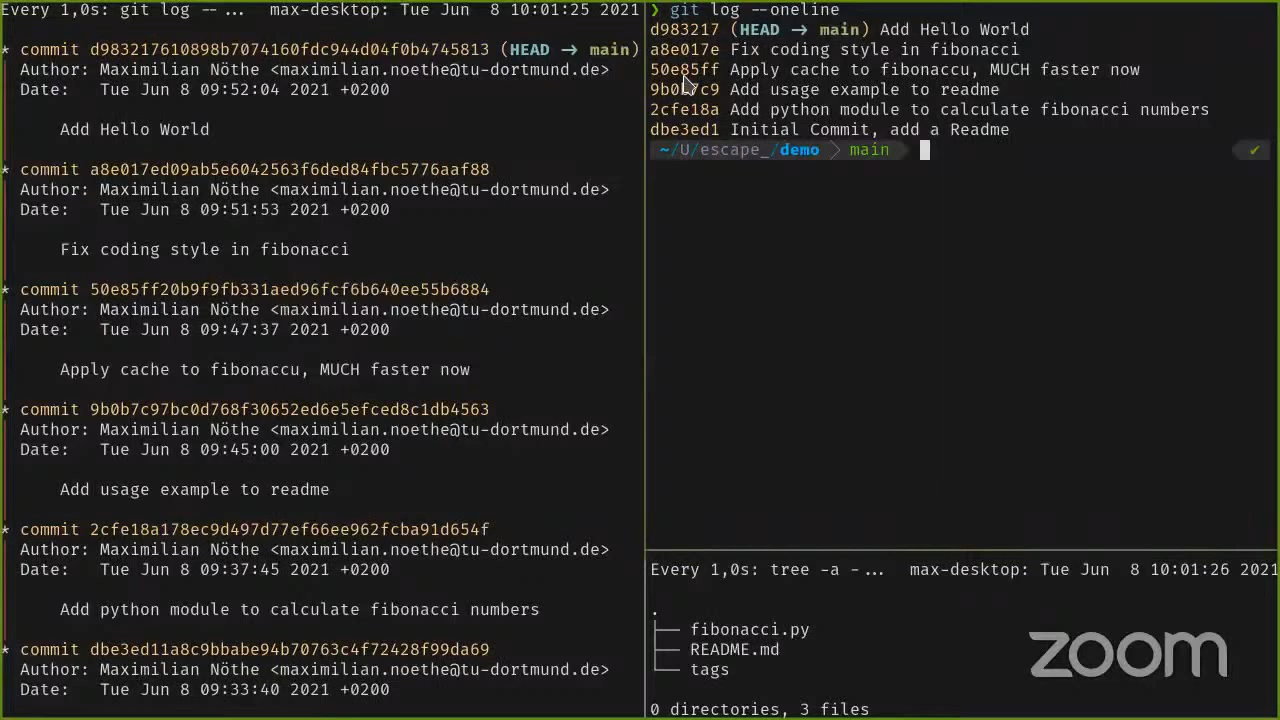 Every 1,0s: git log -- ...  max-desktop: Tue Jun  8 10:01:25 2021
* commit d983217610898b7074160fdc944d04f0b4745813 (HEAD → main)
Author: Maximilian Nöthe <maximilian.noethe@tu-dortmund.de>
Date:   Tue Jun 8 09:52:04 2021 +0200
Add Hello World
* commit a8e017ed09ab5e6042563f6ded84fbc5776aaf88
Author: Maximilian Nöthe <maximilian.noethe@tu-dortmund.de>
Date:   Tue Jun 8 09:51:53 2021 +0200
Fix coding style in fibonacci
* commit 50e85ff20b9f9fb331aed96fcf6b640ee55b6884
Author: Maximilian Nöthe <maximilian.noethe@tu-dortmund.de>
Date:   Tue Jun 8 09:47:37 2021 +0200
Apply cache to fibonaccu, MUCH faster now
* commit 9b0b7c97bc0d768f30652ed6e5efced8c1db4563
Author: Maximilian Nöthe <maximilian.noethe@tu-dortmund.de>
Date:   Tue Jun 8 09:45:00 2021 +0200
Add usage example to readme
* commit 2cfe18a178ec9d497d77ef66ee962fcba91d654f
Author: Maximilian Nöthe <maximilian.noethe@tu-dortmund.de>
Date:   Tue Jun 8 09:37:45 2021 +0200
Add python module to calculate fibonacci numbers
* commit dbe3ed11a8c9bbabe94b70763c4f72428f99da69
Author: Maximilian Nöthe <maximilian.noethe@tu-dortmund.de>
Date:   Tue Jun 8 09:33:40 2021 +0200
❯ git log --oneline
d983217 (HEAD → main) Add Hello World
a8e017e Fix coding style in fibonacci
50e85ff Apply cache to fibonaccu, MUCH faster now
9b0b7c9 Add usage example to readme
2cfe18a Add python module to calculate fibonacci numbers
dbe3ed1 Initial Commit, add a Readme
~/U/escape_/demo > main ✔
Every 1,0s: tree -a -...  max-desktop: Tue Jun  8 10:01:26 2021
.
├── fibonacci.py
├── README.md
└── tags
0 directories, 3 files
zoom